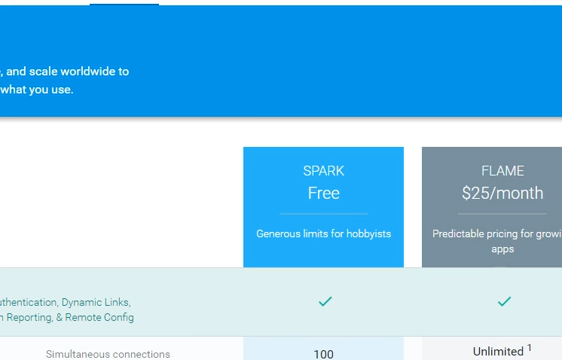 , and scale worldwide to
what you use.
SPARK
Free
Generous limits for hobbyists
FLAME
$25/month
Predictable pricing for growi
apps
uthentication, Dynamic Links,
n Reporting, & Remote Config
Simultaneous connections
100
Unlimited 1